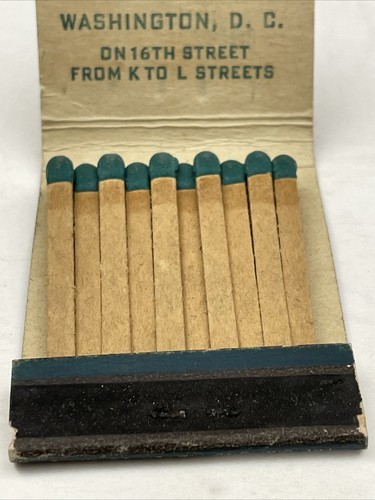 WASHINGTON, D. C.
ON 16TH STREET
FROM K TO L STREETS